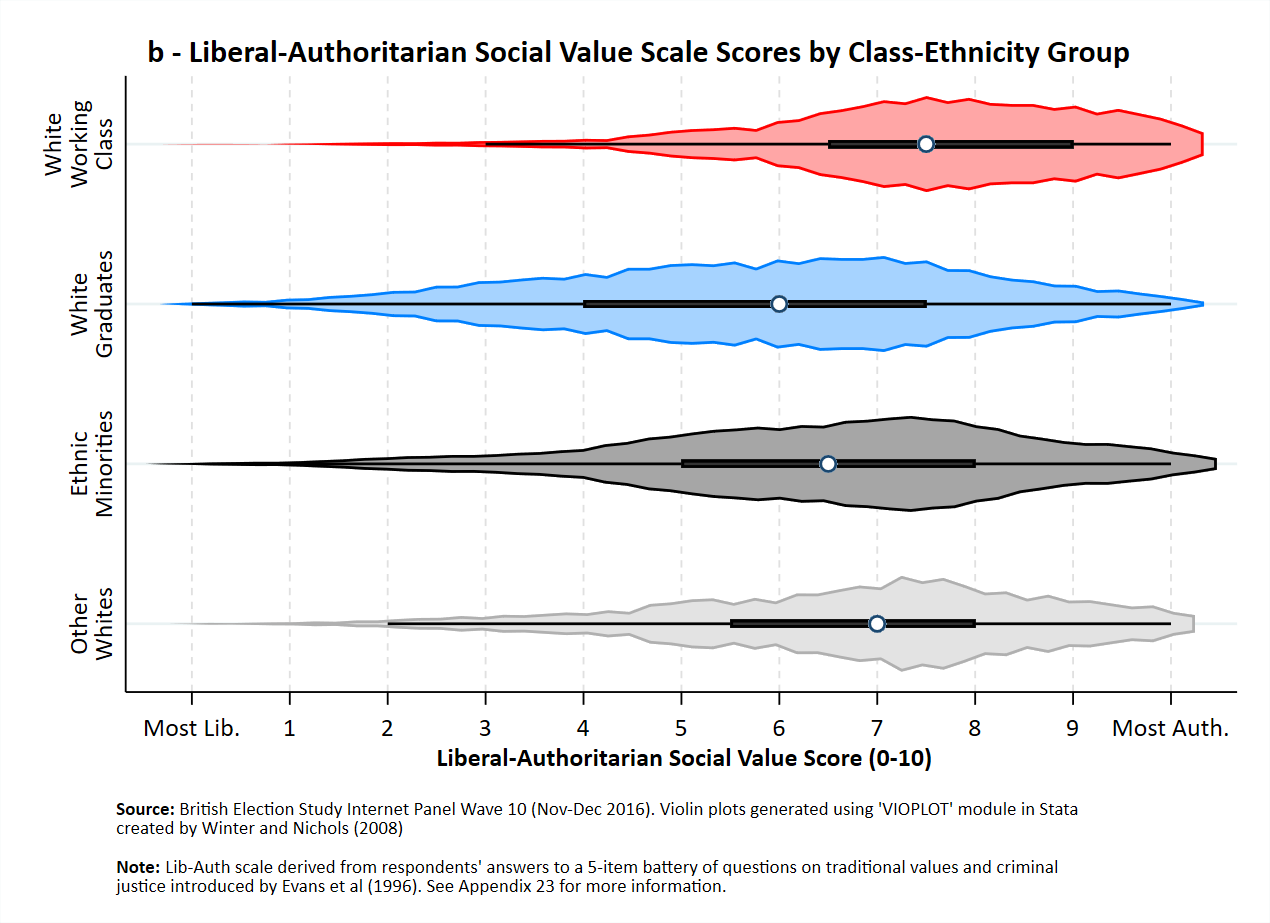 b - Liberal-Authoritarian Social Value Scale Scores by Class-Ethnicity Group
White
Working
Class
White
Graduates
Ethnic
Minorities
Other
Whites
Most Lib. 1 2 3 4 5 6 7 8 9 Most Auth.
Liberal-Authoritarian Social Value Score (0-10)
Source: British Election Study Internet Panel Wave 10 (Nov-Dec 2016). Violin plots generated using 'VIOPLOT' module in Stata
created by Winter and Nichols (2008)
Note: Lib-Auth scale derived from respondents' answers to a 5-item battery of questions on traditional values and criminal
justice introduced by Evans et al (1996). See Appendix 23 for more information.